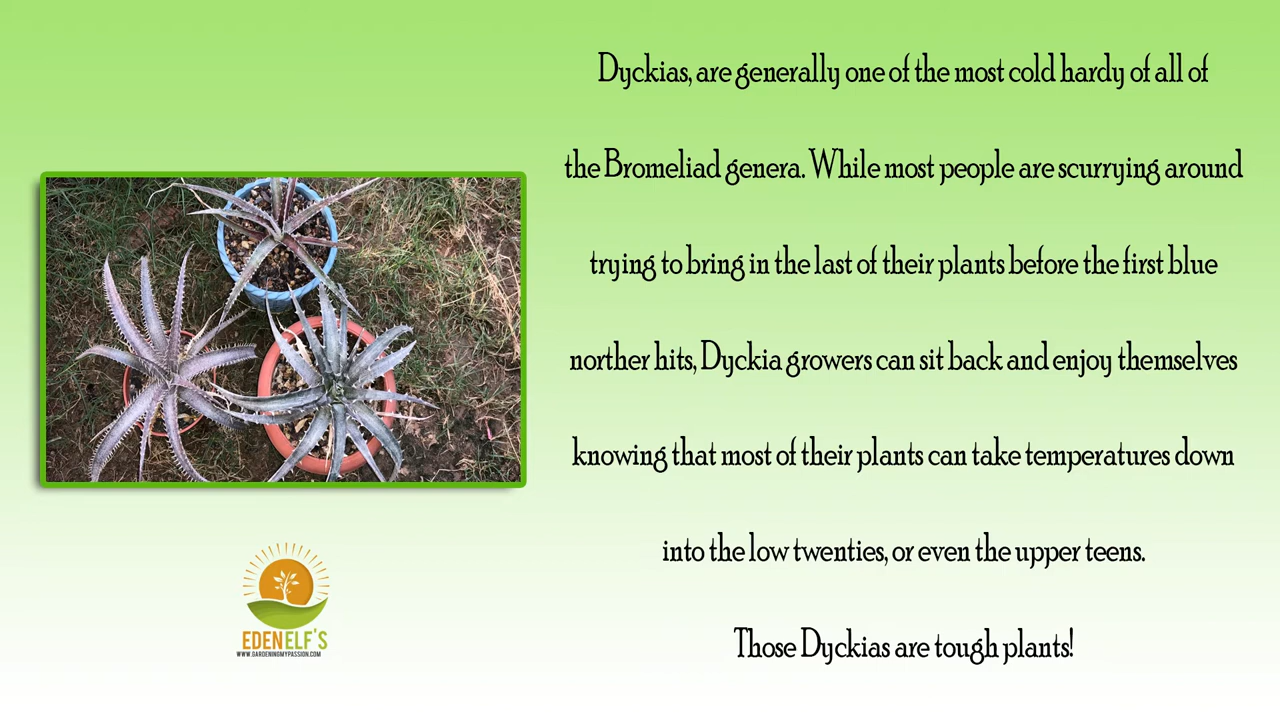 Dyckias, are generally one of the most cold hardy of all of
the Bromeliad genera. While most people are scurrying around
trying to bring in the last of their plants before the first blue
norther hits, Dyckia growers can sit back and enjoy themselves
knowing that most of their plants can take temperatures down
into the low twenties, or even the upper teens.
Those Dyckias are tough plants!
EDENELF'S
WWW.GARDENINGMYPASSION.COM